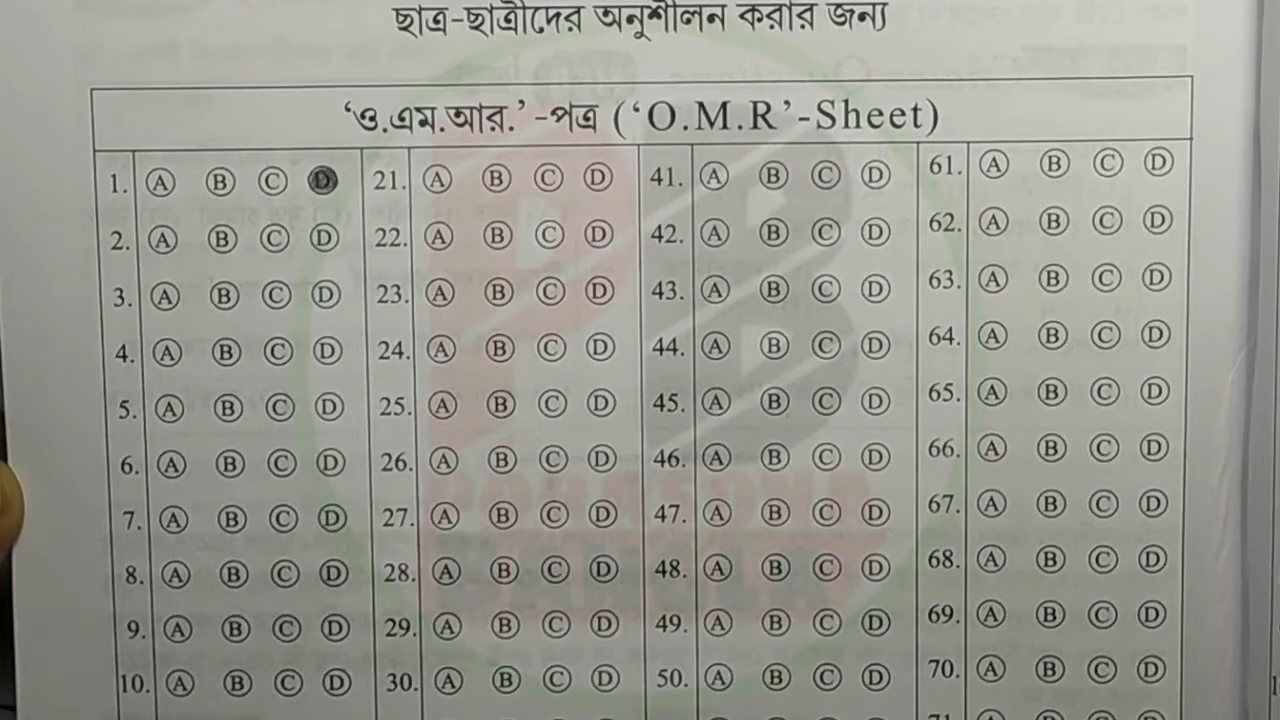 ছাত্র-ছাত্রীদের অনুশীলন করার জন্য
'ও.এম.আর.'-পত্র ('O.M.R'-Sheet)
1. A B C D 21. A B C D 41. A B C D 61. A B C D
2. A B C D 22. A B C D 42. A B C D 62. A B C D
3. A B C D 23. A B C D 43. A B C D 63. A B C D
4. A B C D 24. A B C D 44. A B C D 64. A B C D
5. A B C D 25. A B C D 45. A B C D 65. A B C D
6. A B C D 26. A B C D 46. A B C D 66. A B C D
7. A B C D 27. A B C D 47. A B C D 67. A B C D
8. A B C D 28. A B C D 48. A B C D 68. A B C D
9. A B C D 29. A B C D 49. A B C D 69. A B C D
10. A B C D 30. A B C D 50. A B C D 70. A B C D